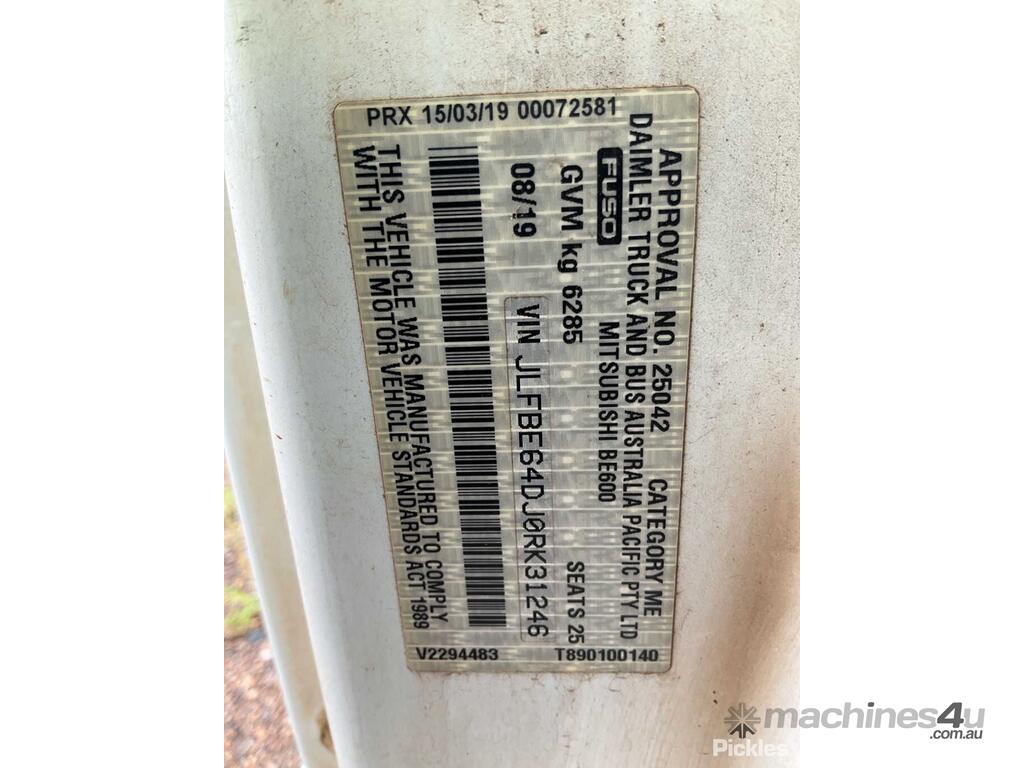 PRX 15/03/19 00072581
APPROVAL NO. 25042 CATEGORY ME
DAIMLER TRUCK AND BUS AUSTRALIA PACIFIC PTY LTD
FUSO MITSUBISHI BE600
GVM kg 6285 SEATS 25
08/19 VIN JLFBE64DJ0RK31246
THIS VEHICLE WAS MANUFACTURED TO COMPLY
WITH THE MOTOR VEHICLE STANDARDS ACT 1989
V2294483 T890100140
machines4u
.com.au
Pickles